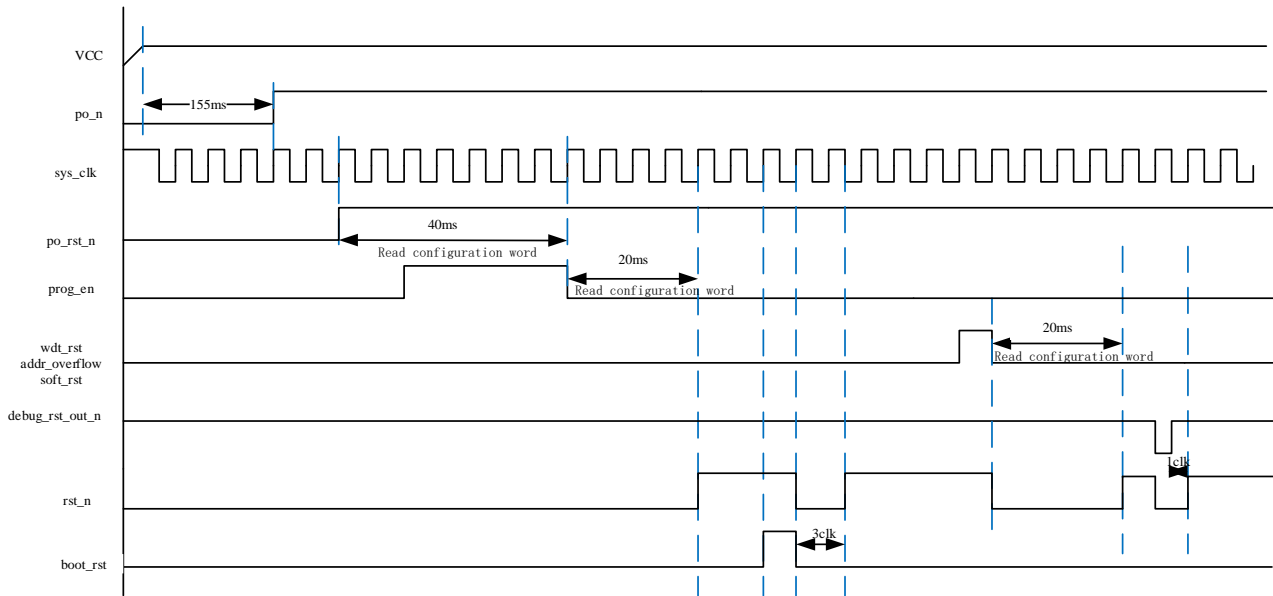 VCC
155ms
po_n
sys_clk
po_rst_n
40ms
Read configuration word
prog_en
20ms
Read configuration word
wdt_rst
addr_overflow
soft_rst
20ms
Read configuration word
debug_rst_out_n
1clk
rst_n
3clk
boot_rst